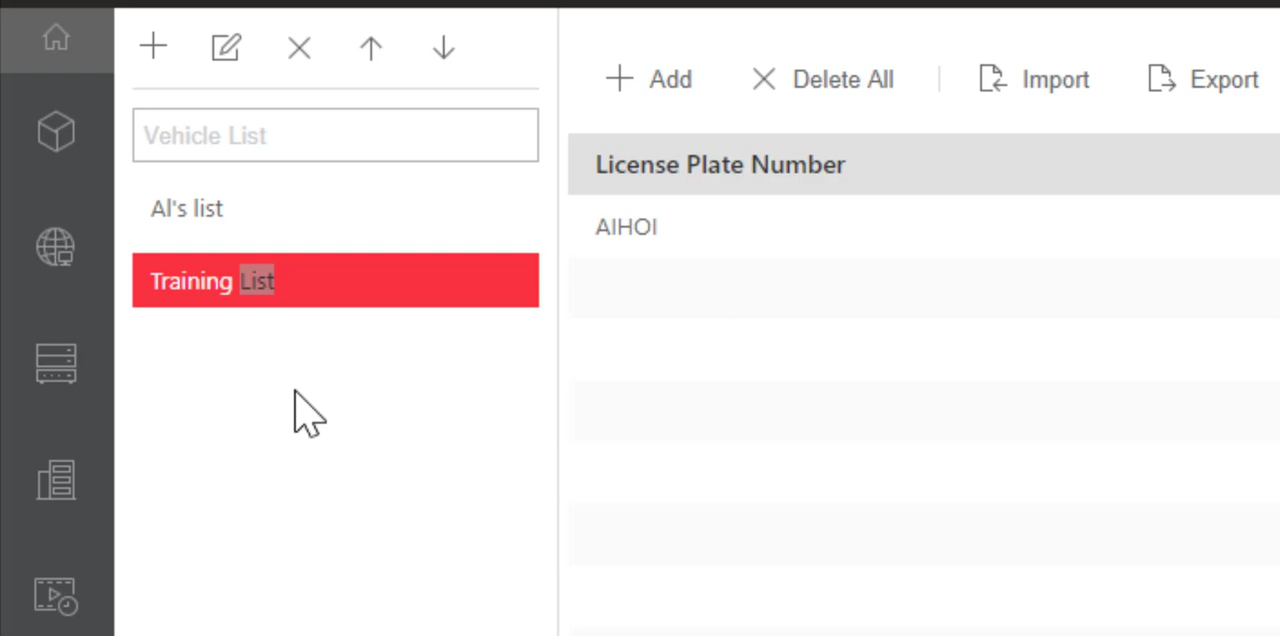 Vehicle List
Al's list
Training List
Add
Delete All
Import
Export
License Plate Number
AIHOI